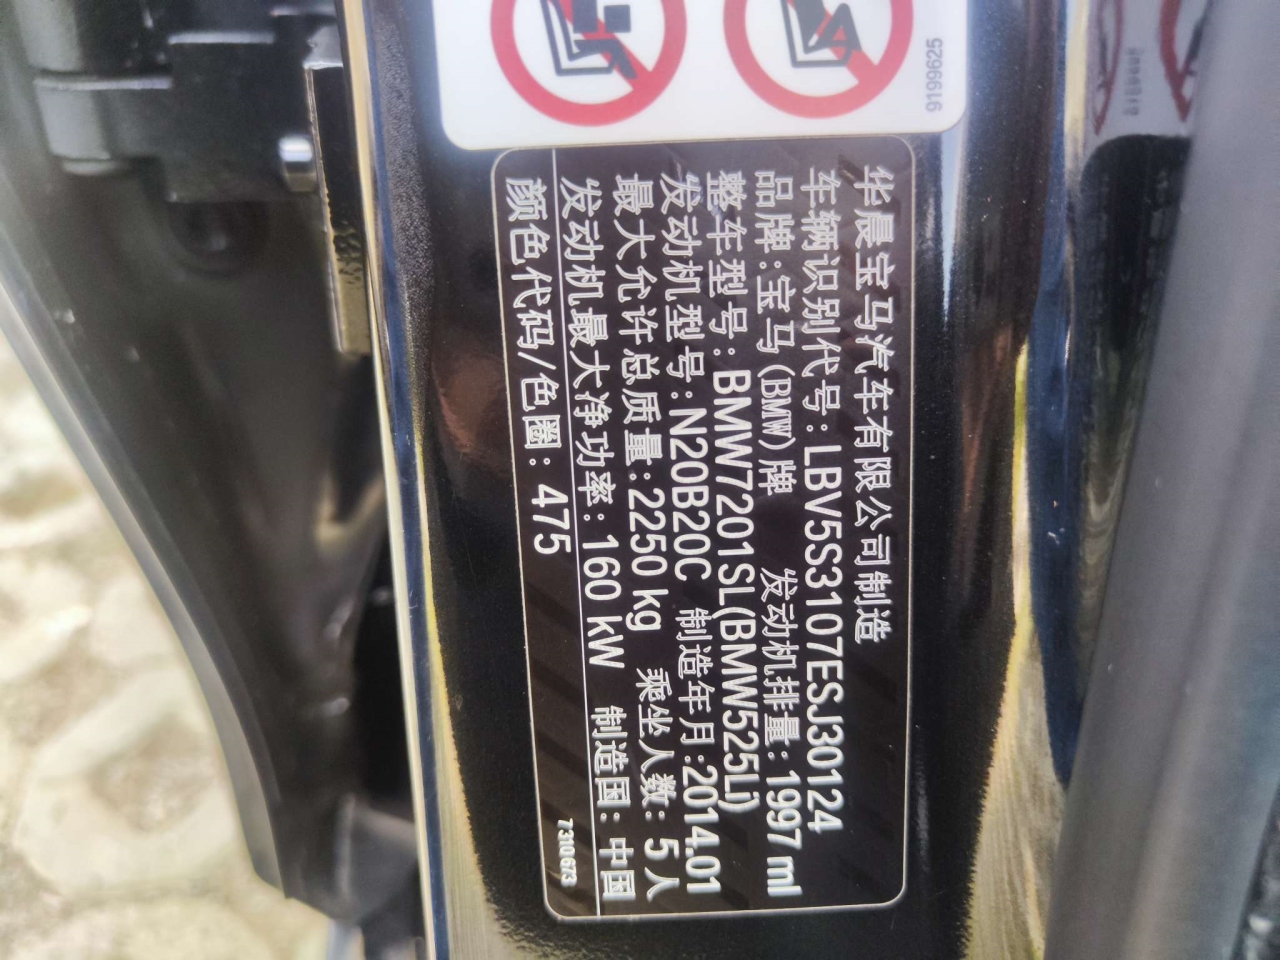 9199625
华晨宝马汽车有限公司制造
车辆识别代号:LBV5S3107ESJ30124
品牌:宝马(BMW)牌 发动机排量:1997 ml
整车型号:BMW7201SL(BMW525Li)
发动机型号:N20B20C 制造年月:2014.01
最大允许总质量:2250 kg 乘坐人数: 5 人
发动机最大净功率:160 kW 制造国: 中国
颜色代码/色圈: 475
7310673